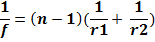 1/f = (n − 1)(1/r1 + 1/r2)